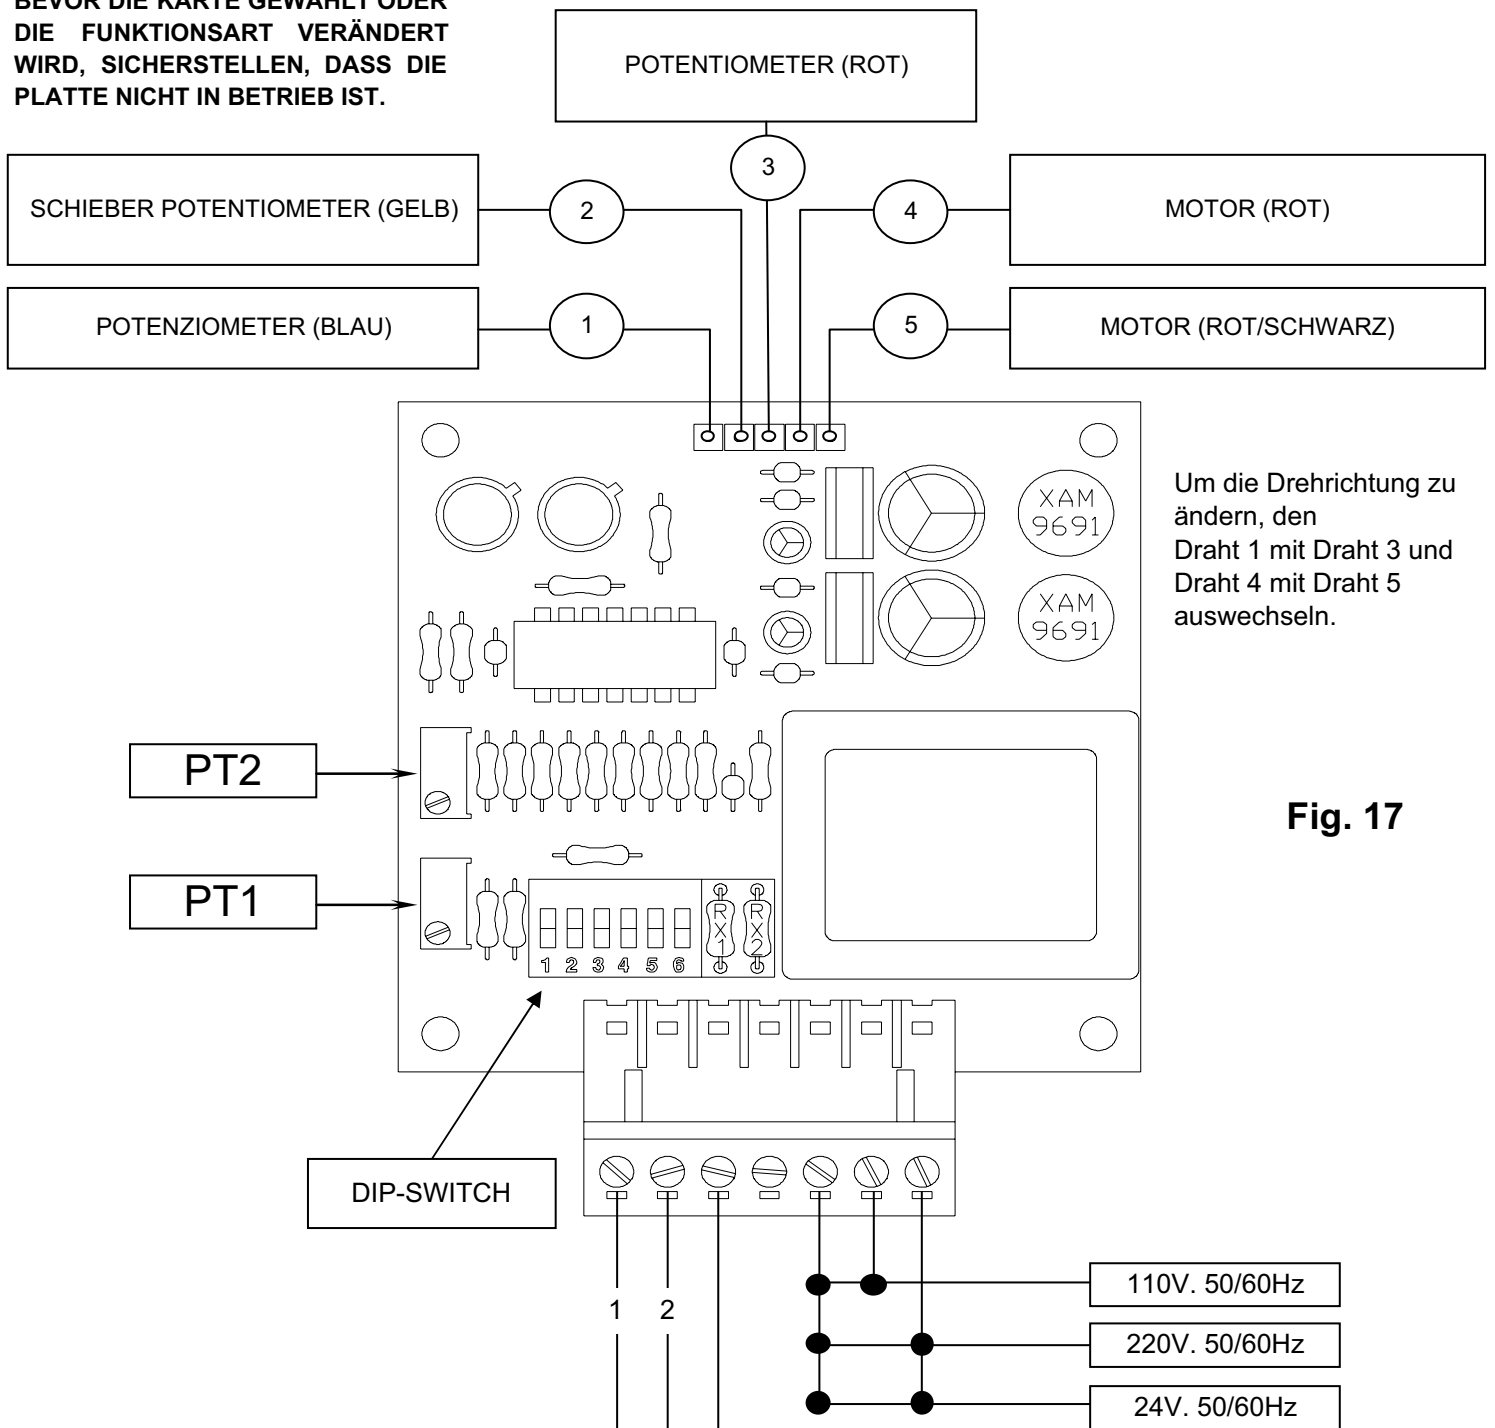 BEVOR DIE KARTE GEWÄHLT ODER
DIE FUNKTIONSART VERÄNDERT
WIRD, SICHERSTELLEN, DASS DIE
PLATTE NICHT IN BETRIEB IST.
POTENTIOMETER (ROT)
3
SCHIEBER POTENTIOMETER (GELB)
2
4
MOTOR (ROT)
POTENZIOMETER (BLAU)
1
5
MOTOR (ROT/SCHWARZ)
Um die Drehrichtung zu
ändern, den
Draht 1 mit Draht 3 und
Draht 4 mit Draht 5
auswechseln.
XAM
9691
XAM
9691
PT2
Fig. 17
PT1
RX1
RX2
1 2 3 4 5 6
DIP-SWITCH
1 2
110V. 50/60Hz
220V. 50/60Hz
24V. 50/60Hz